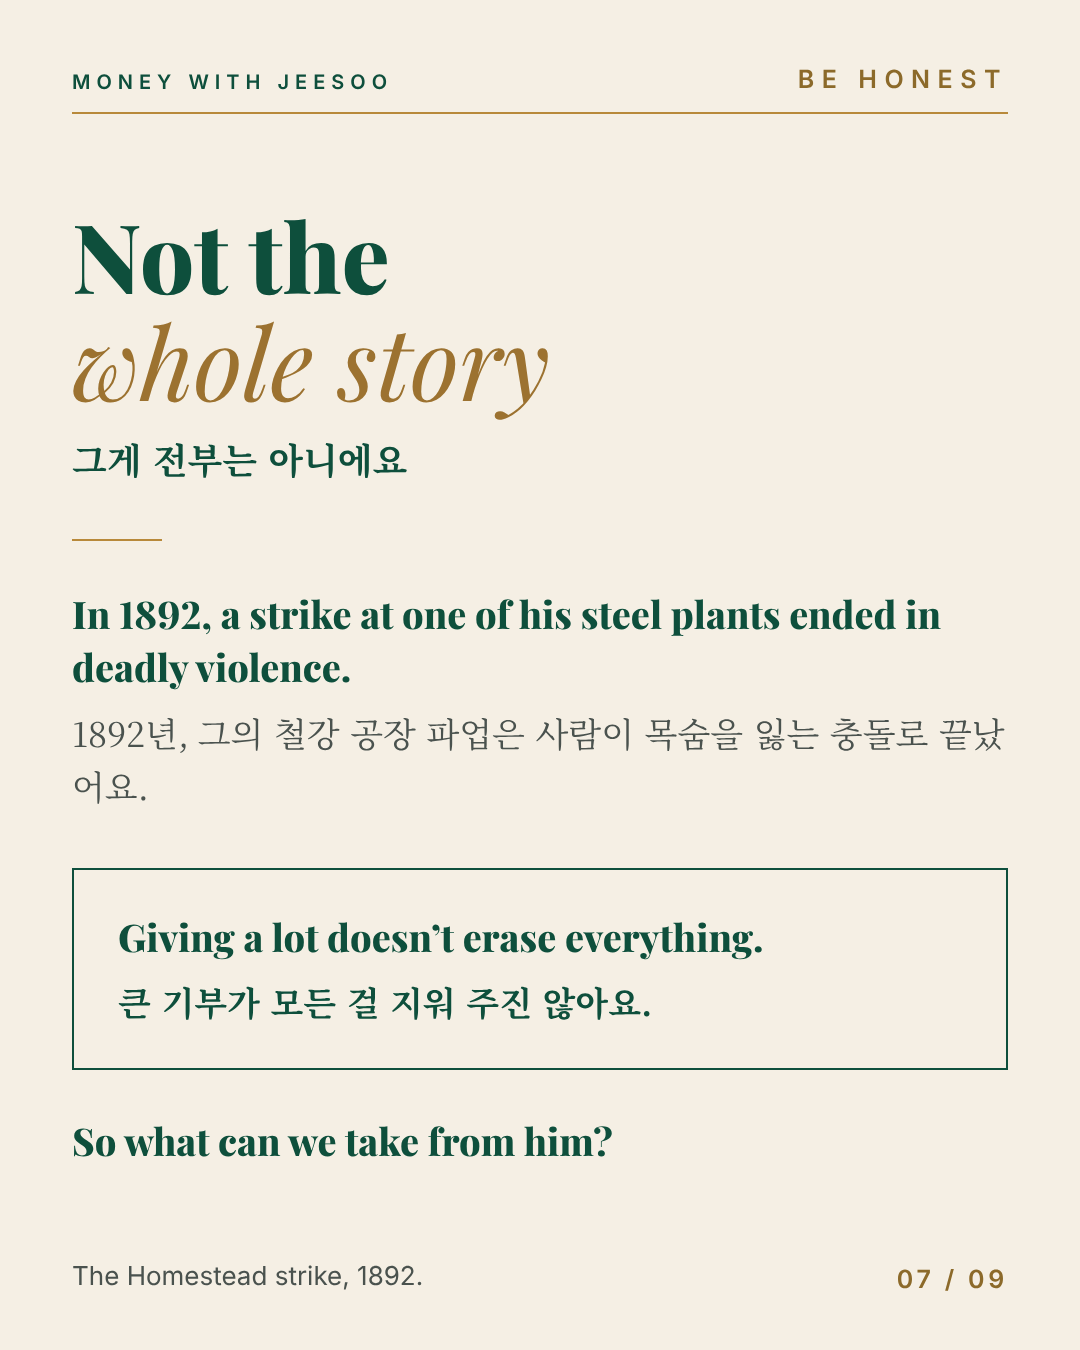 MONEY WITH JEESOO
BE HONEST
Not the
whole story
그게 전부는 아니에요
In 1892, a strike at one of his steel plants ended in
deadly violence.
1892년, 그의 철강 공장 파업은 사람이 목숨을 잃는 충돌로 끝났
어요.
Giving a lot doesn’t erase everything.
큰 기부가 모든 걸 지워 주진 않아요.
So what can we take from him?
The Homestead strike, 1892.
07 / 09